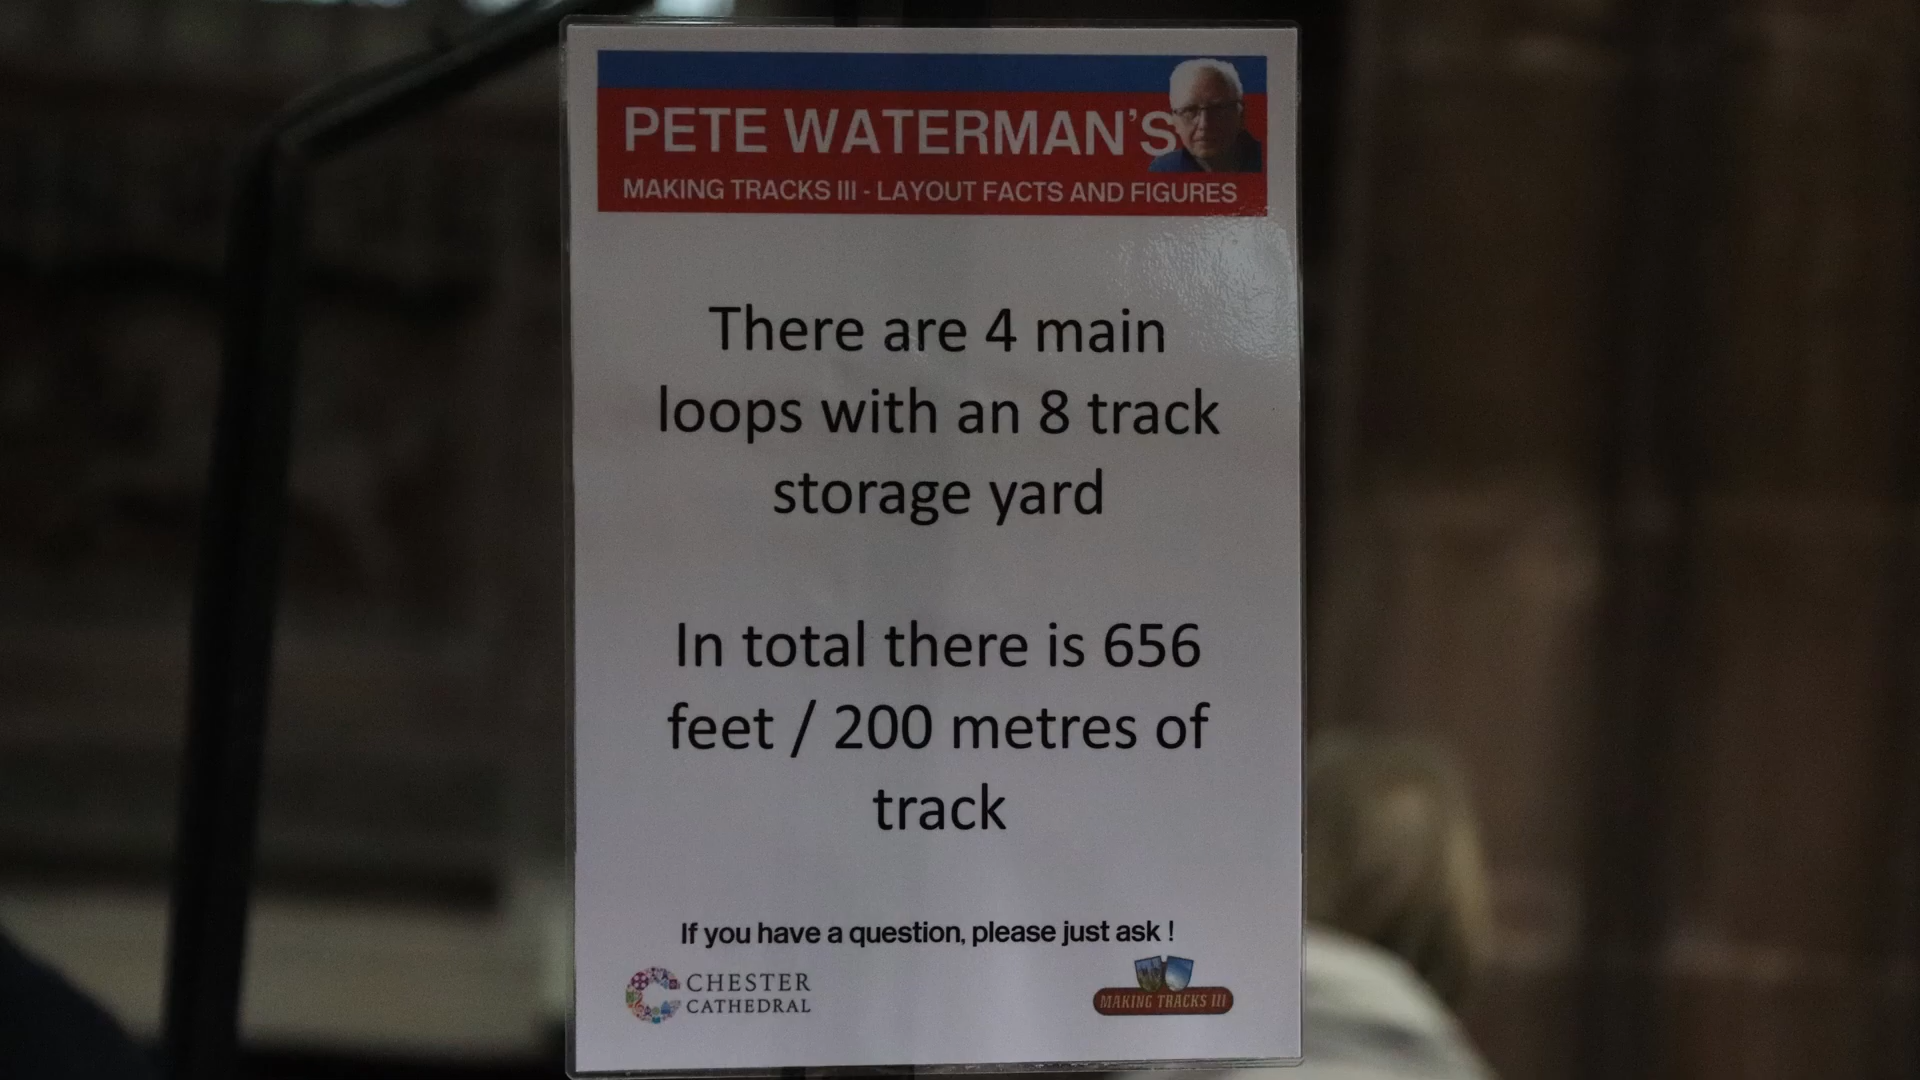 PETE WATERMAN'S
MAKING TRACKS III - LAYOUT FACTS AND FIGURES
There are 4 main
loops with an 8 track
storage yard
In total there is 656
feet / 200 metres of
track
If you have a question, please just ask !
CHESTER
CATHEDRAL
MAKING TRACKS III